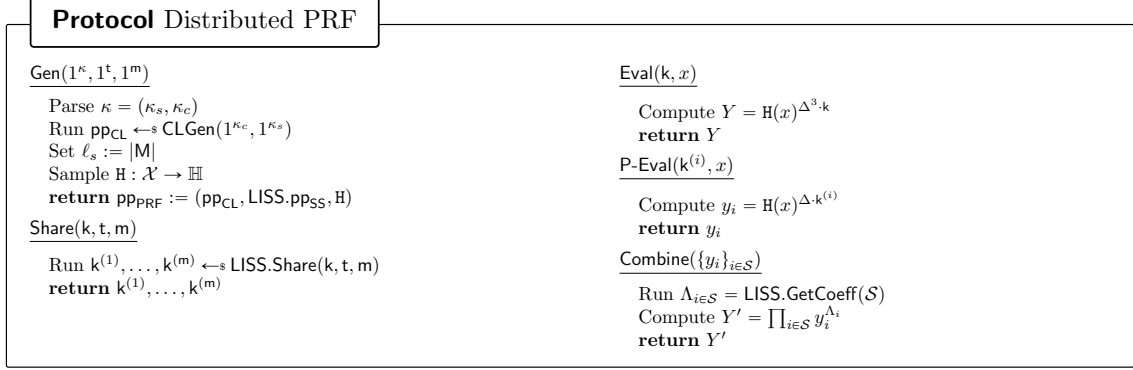 Protocol Distributed PRF
Gen(1^κ, 1^t, 1^m)
Parse κ = (κ_s, κ_c)
Run pp_CL ←$ CLGen(1^{κ_c}, 1^{κ_s})
Set ℓ_s := |M|
Sample H : 𝒳 → ℍ
return pp_PRF := (pp_CL, LISS.pp_SS, H)
Share(k, t, m)
Run k^(1), . . . , k^(m) ←$ LISS.Share(k, t, m)
return k^(1), . . . , k^(m)
Eval(k, x)
Compute Y = H(x)^{Δ^3·k}
return Y
P-Eval(k^(i), x)
Compute y_i = H(x)^{Δ·k^(i)}
return y_i
Combine({y_i}_{i∈𝒮})
Run Λ_{i∈𝒮} = LISS.GetCoeff(𝒮)
Compute Y′ = ∏_{i∈𝒮} y_i^{Λ_i}
return Y′